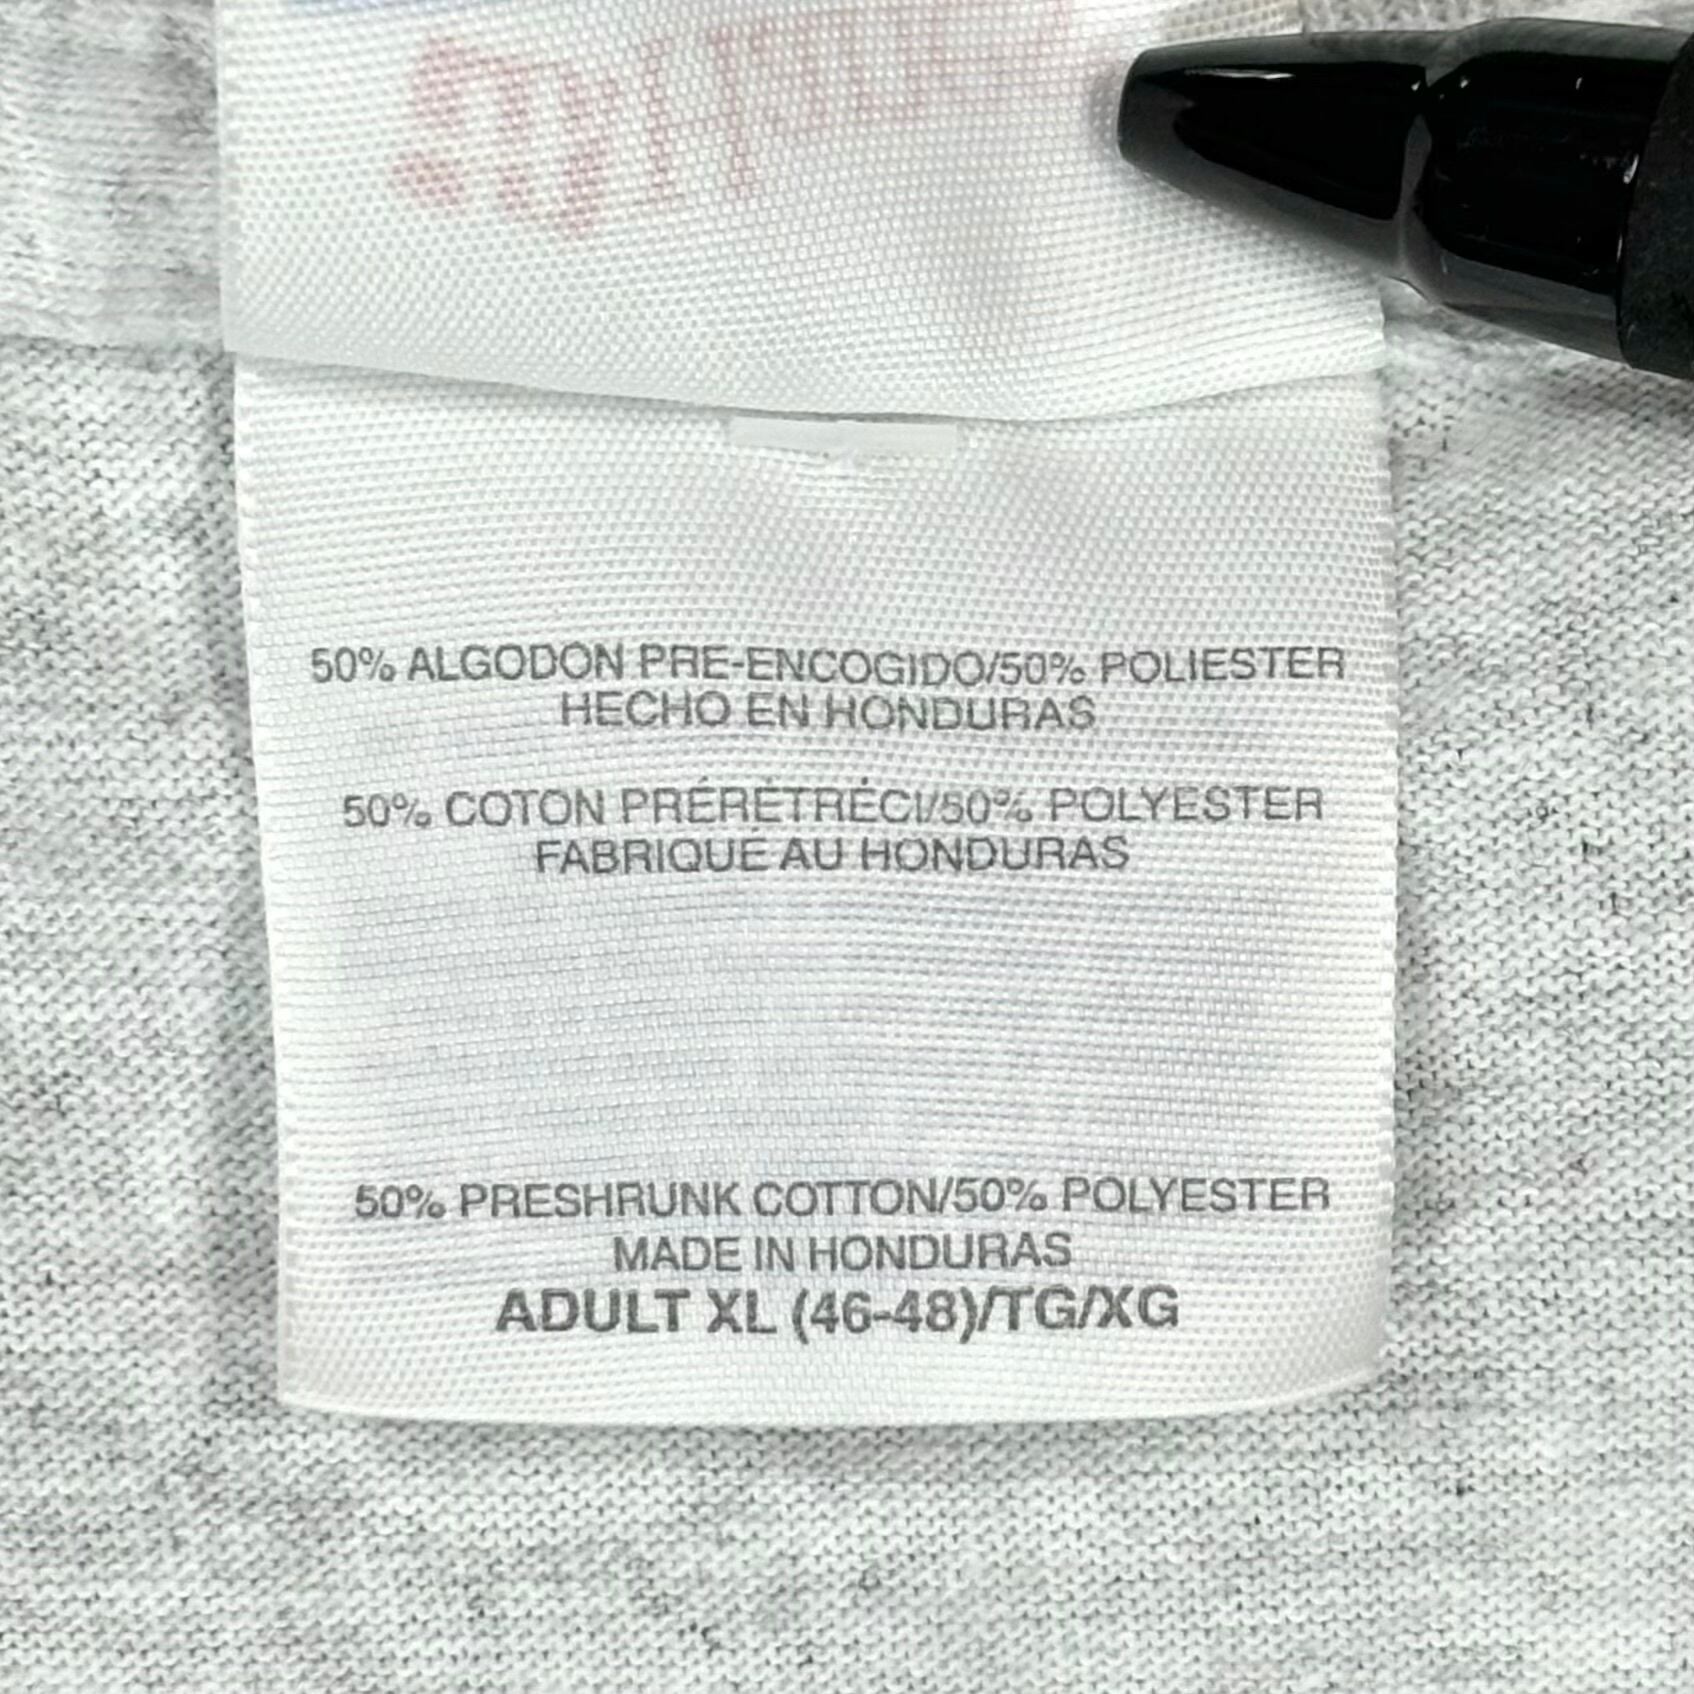 50% ALGODON PRE-ENCOGIDO/50% POLIESTER
HECHO EN HONDURAS
50% COTON PRÉRÉTRÉCI/50% POLYESTER
FABRIQUÉ AU HONDURAS
50% PRESHRUNK COTTON/50% POLYESTER
MADE IN HONDURAS
ADULT XL (46-48)/TG/XG